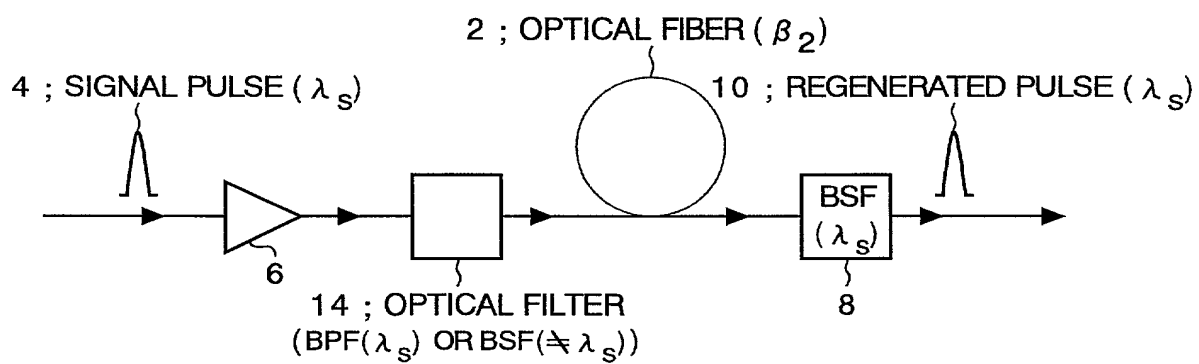 2 ; OPTICAL FIBER ( β₂ )
4 ; SIGNAL PULSE ( λₛ )
10 ; REGENERATED PULSE ( λₛ )
BSF
( λₛ )
6
8
14 ; OPTICAL FILTER
(BPF(λₛ) OR BSF(≒̸ λₛ))